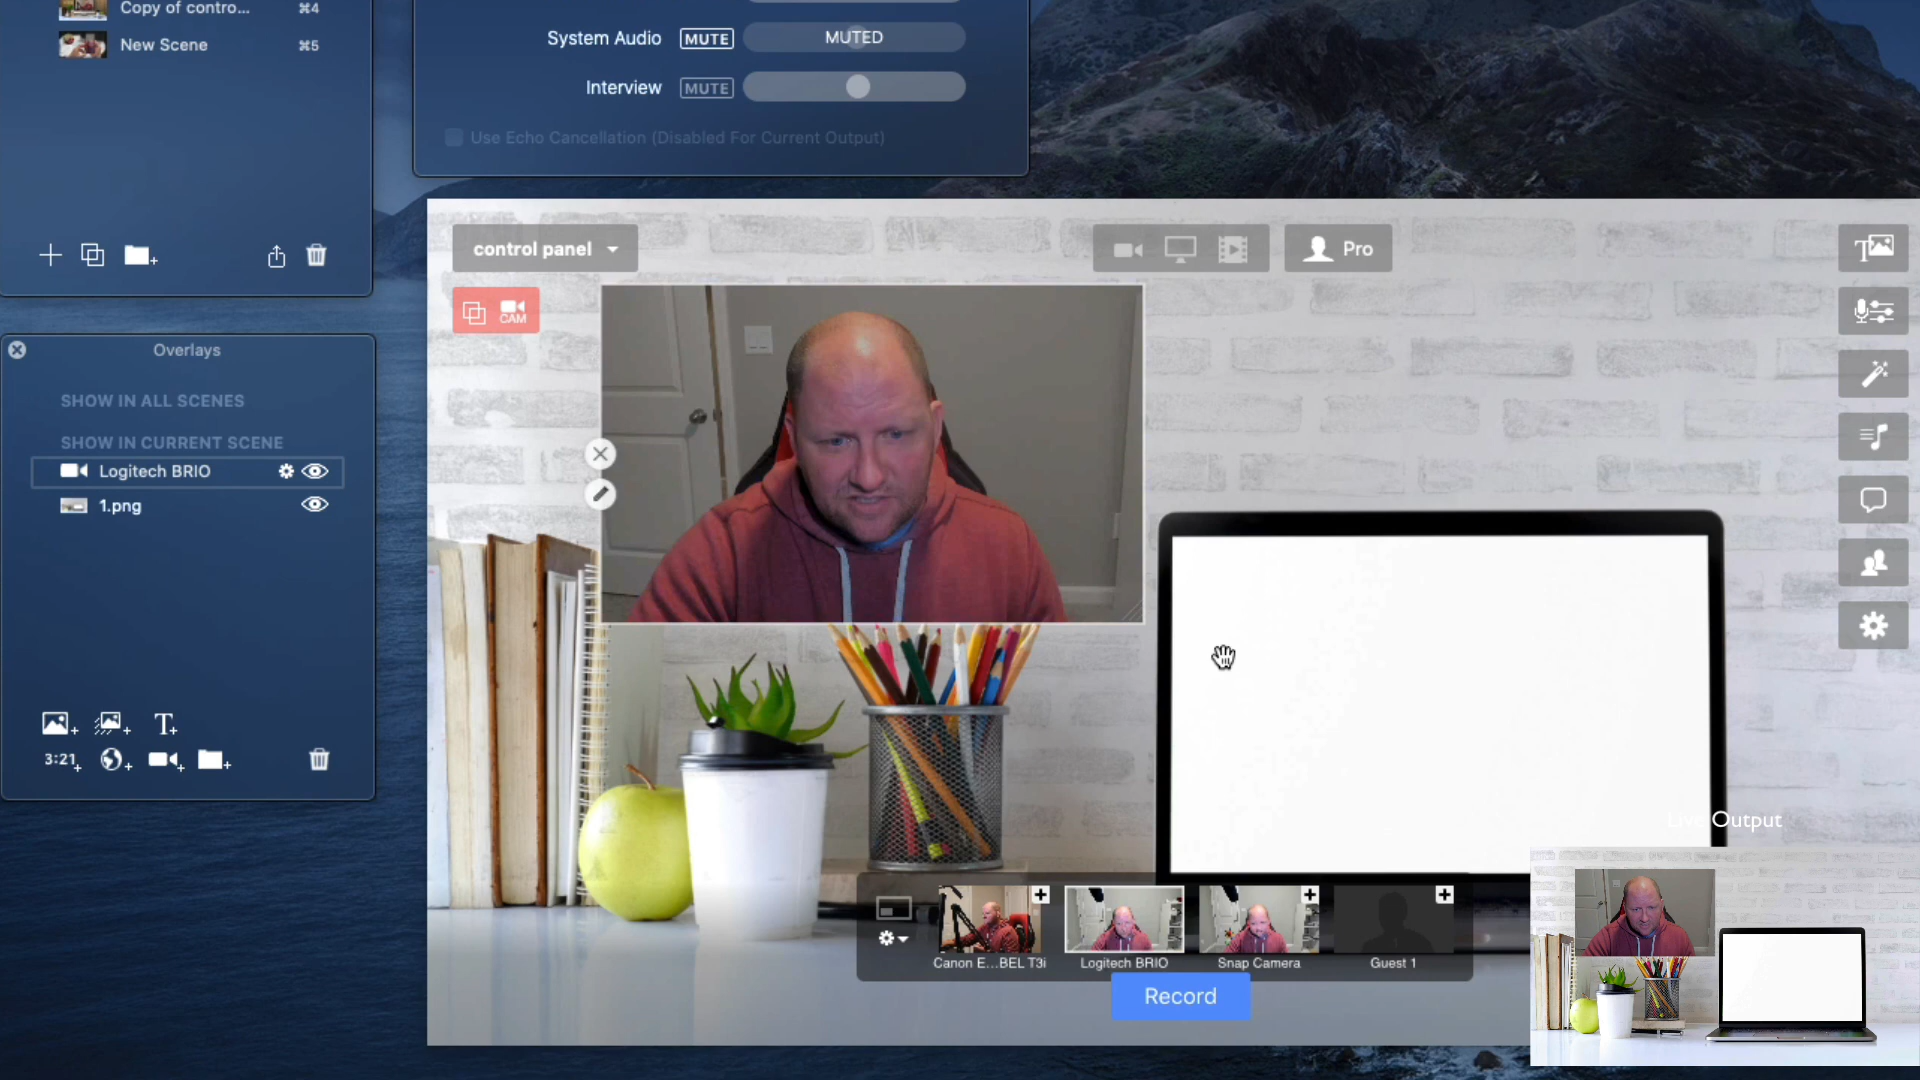 Copy of contro... ⌘4
New Scene ⌘5
System Audio MUTE MUTED
Interview MUTE
Use Echo Cancellation (Disabled For Current Output)
control panel
Pro
CAM
Overlays
SHOW IN ALL SCENES
SHOW IN CURRENT SCENE
Logitech BRIO
1.png
T+
3:21+
Live Output
Canon E...BEL T3i Logitech BRIO Snap Camera Guest 1
Record